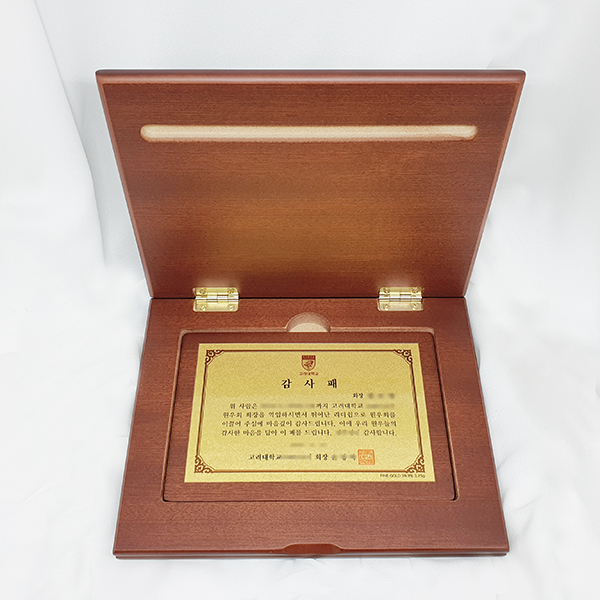 고려대학교
감 사 패
회장
위 사람은 까지 고려대학교
원우회 회장을 역임하시면서 뛰어난 리더쉽으로 원우회를
이끌어 주심에 마음깊이 감사드립니다. 이에 우리 원우들의
감사한 마음을 담아 이 패를 드립니다. 감사합니다.
고려대학교 회장
FINE GOLD 99.9% 3.75g